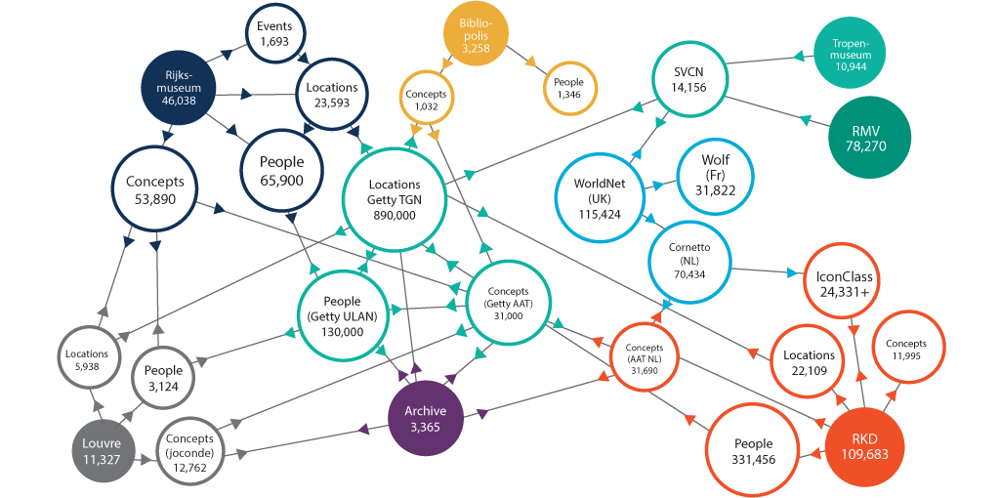 Events
1,693
Biblio-
polis
3,258
Tropen-
museum
10,944
Rijks-
museum
46,038
Locations
23,593
Concepts
1,032
People
1,346
SVCN
14,156
RMV
78,270
People
65,900
Concepts
53,890
Locations
Getty TGN
890,000
WorldNet
(UK)
115,424
Wolf
(Fr)
31,822
Cornetto
(NL)
70,434
IconClass
24,331+
People
(Getty ULAN)
130,000
Concepts
(Getty AAT)
31,000
Locations
5,938
People
3,124
Concepts
(AAT NL)
31,690
Locations
22,109
Concepts
11,995
Louvre
11,327
Concepts
(joconde)
12,762
Archive
3,365
People
331,456
RKD
109,683